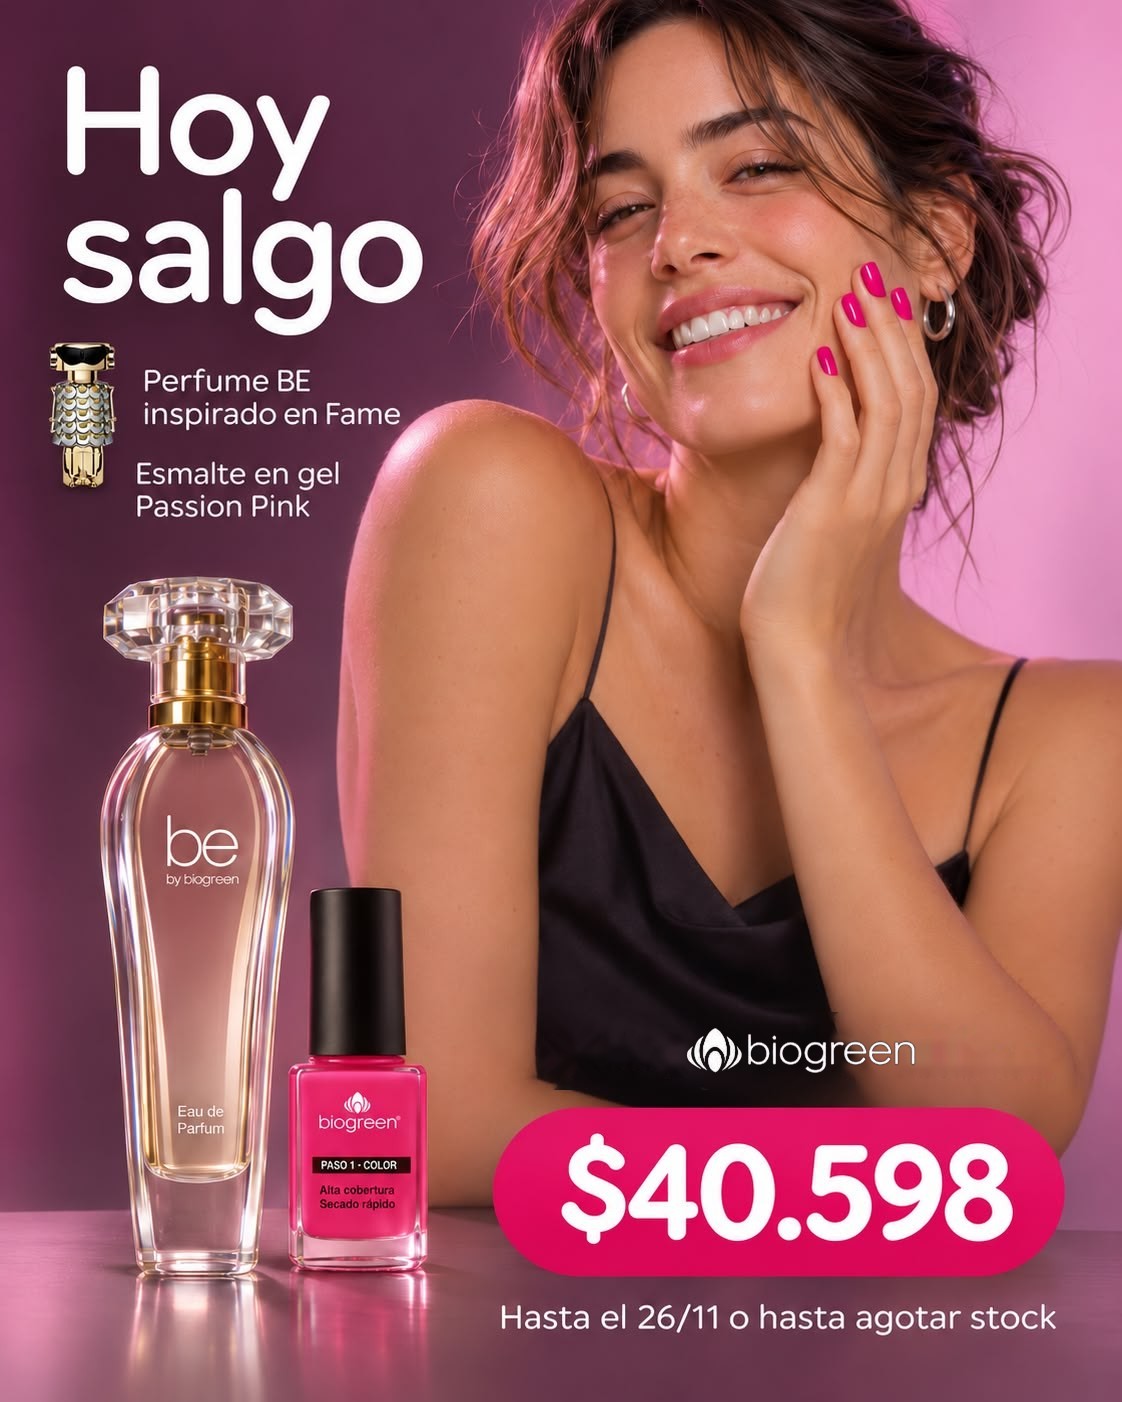 Hoy
salgo
Perfume BE
inspirado en Fame
Esmalte en gel
Passion Pink
be
by biogreen
Eau de
Parfum
biogreen®
PASO 1 - COLOR
Alta cobertura
Secado rápido
biogreen
$40.598
Hasta el 26/11 o hasta agotar stock